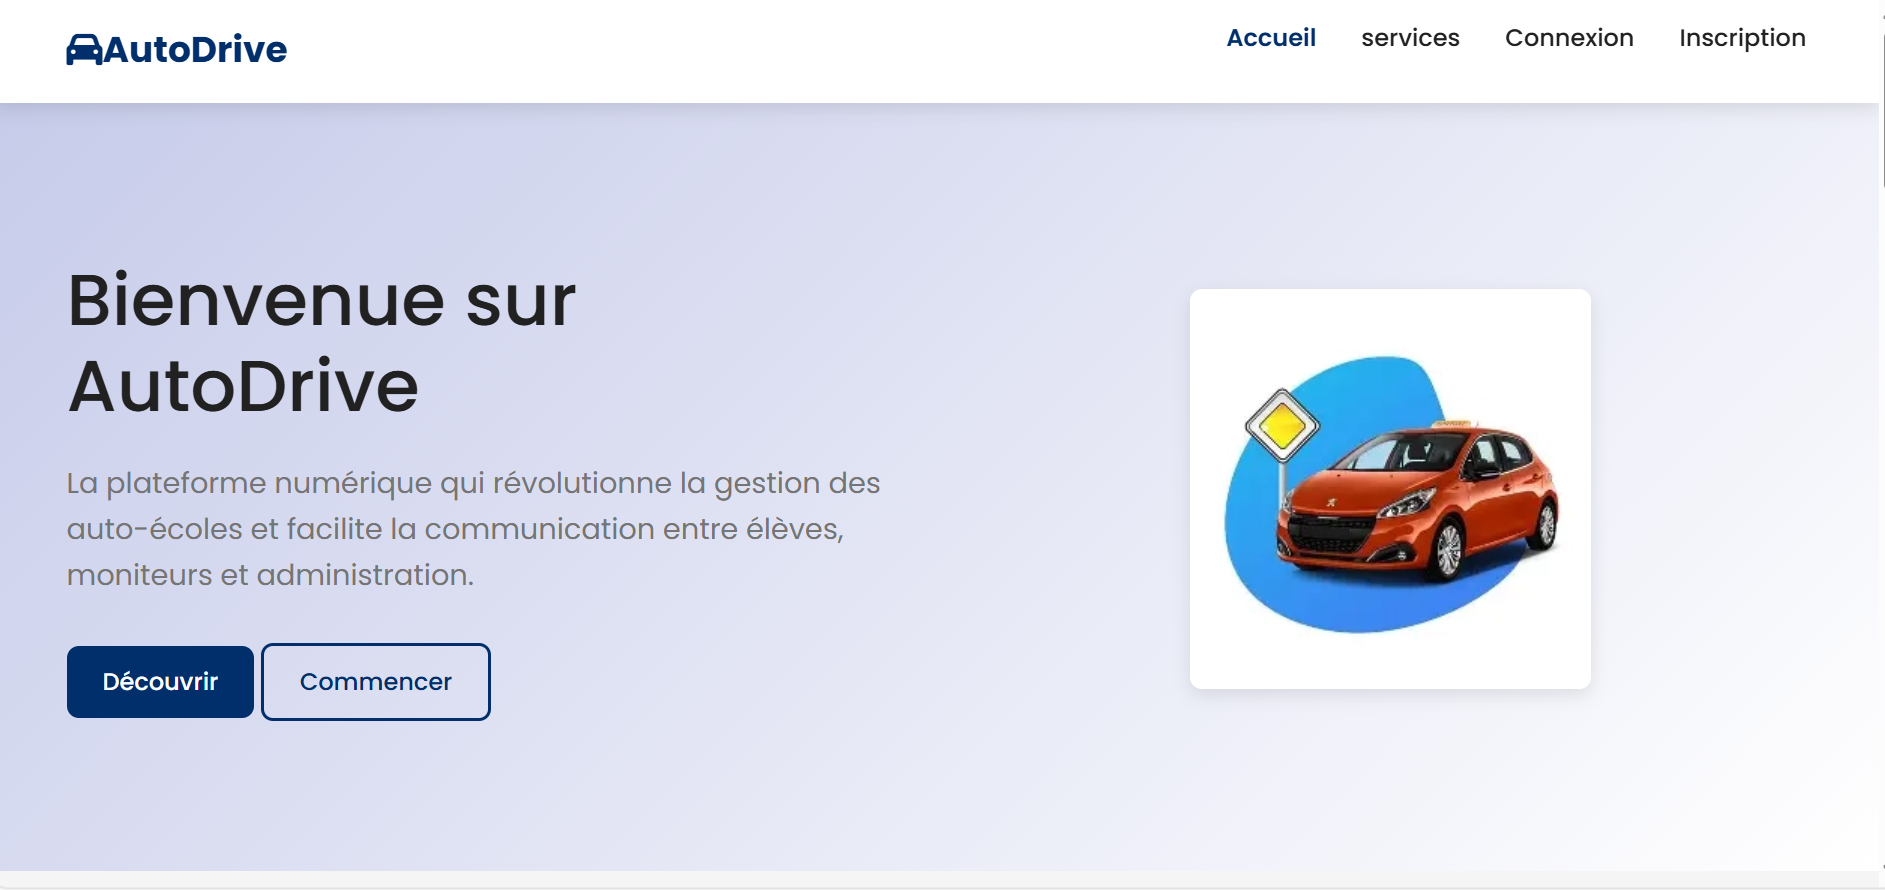 AutoDrive
Accueil
services
Connexion
Inscription
Bienvenue sur
AutoDrive
La plateforme numérique qui révolutionne la gestion des
auto-écoles et facilite la communication entre élèves,
moniteurs et administration.
Découvrir
Commencer